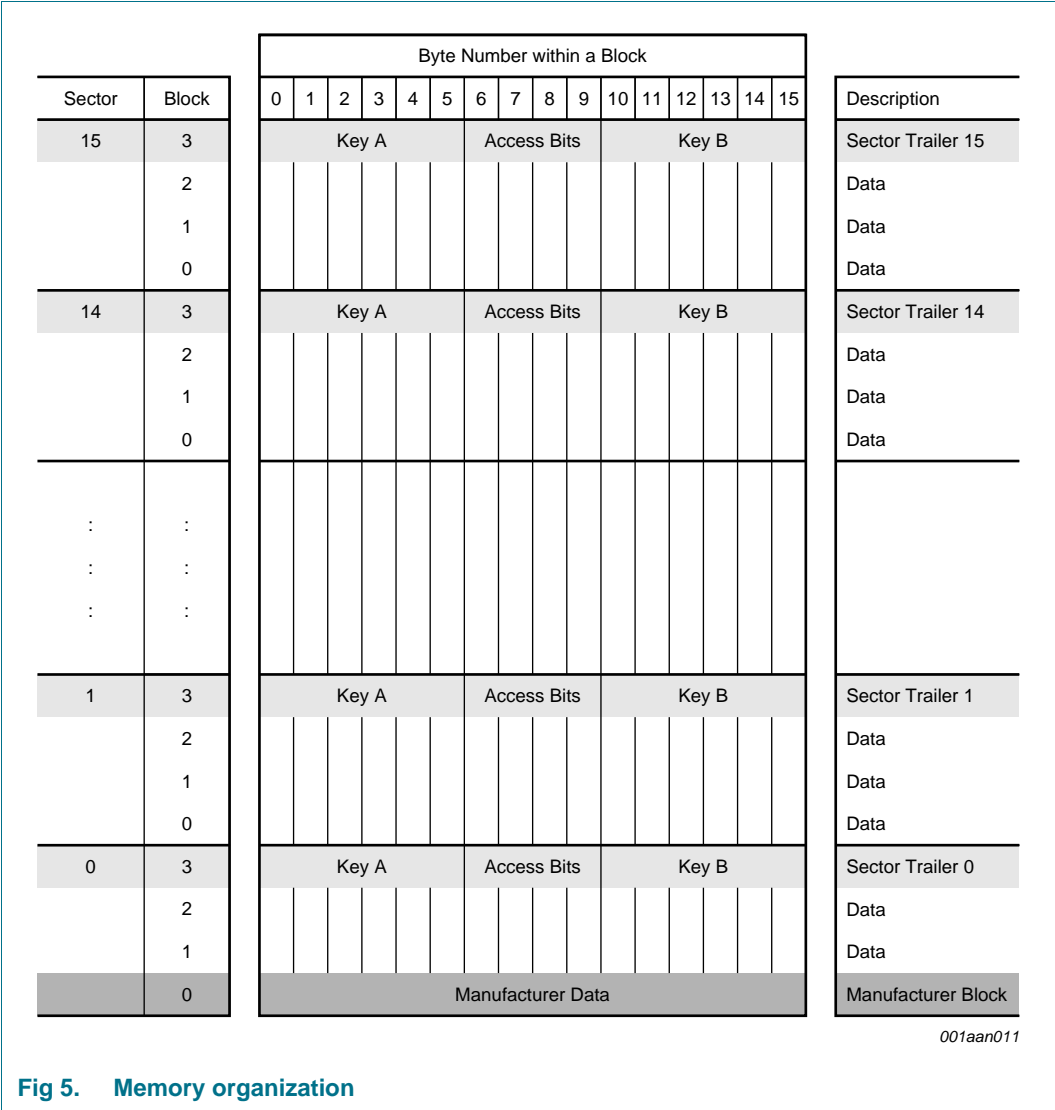 Byte Number within a Block
Sector Block 0 1 2 3 4 5 6 7 8 9 10 11 12 13 14 15 Description
15 3 Key A Access Bits Key B Sector Trailer 15
2 Data
1 Data
0 Data
14 3 Key A Access Bits Key B Sector Trailer 14
2 Data
1 Data
0 Data
: :
: :
: :
1 3 Key A Access Bits Key B Sector Trailer 1
2 Data
1 Data
0 Data
0 3 Key A Access Bits Key B Sector Trailer 0
2 Data
1 Data
0 Manufacturer Data Manufacturer Block
001aan011
Fig 5. Memory organization